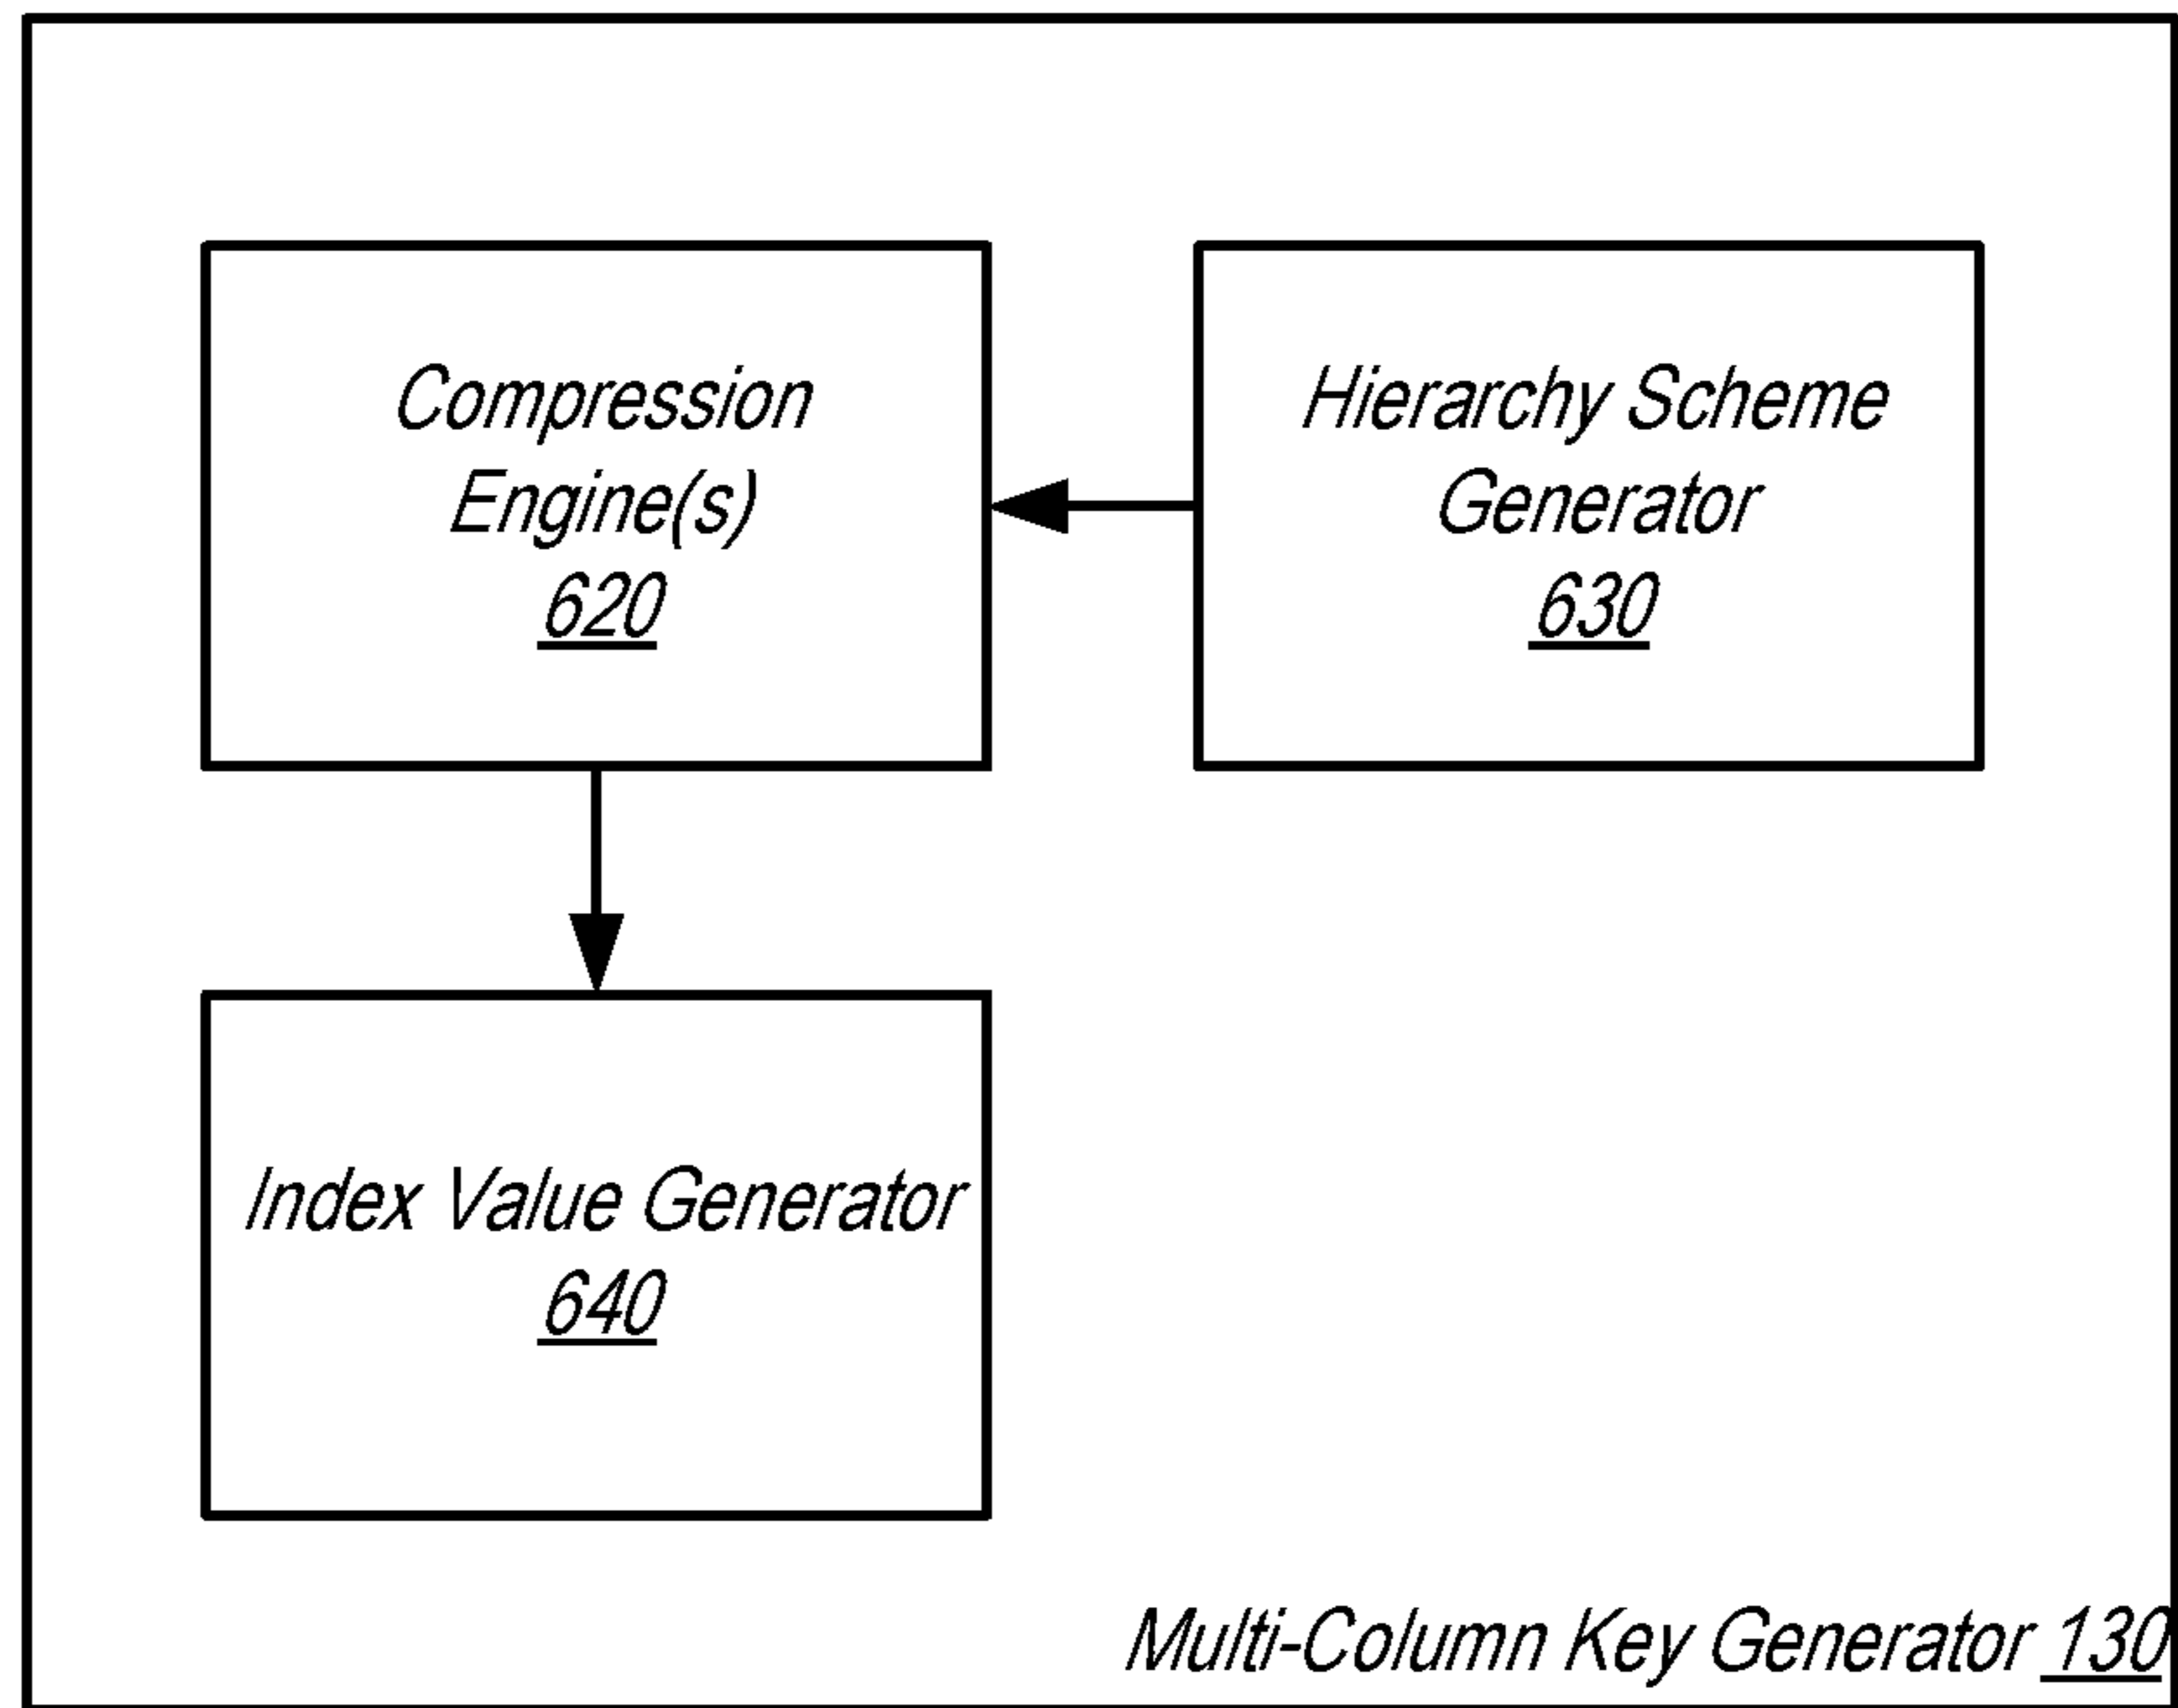 Compression
Engine(s)
620
Hierarchy Scheme
Generator
630
Index Value Generator
640
Multi-Column Key Generator 130